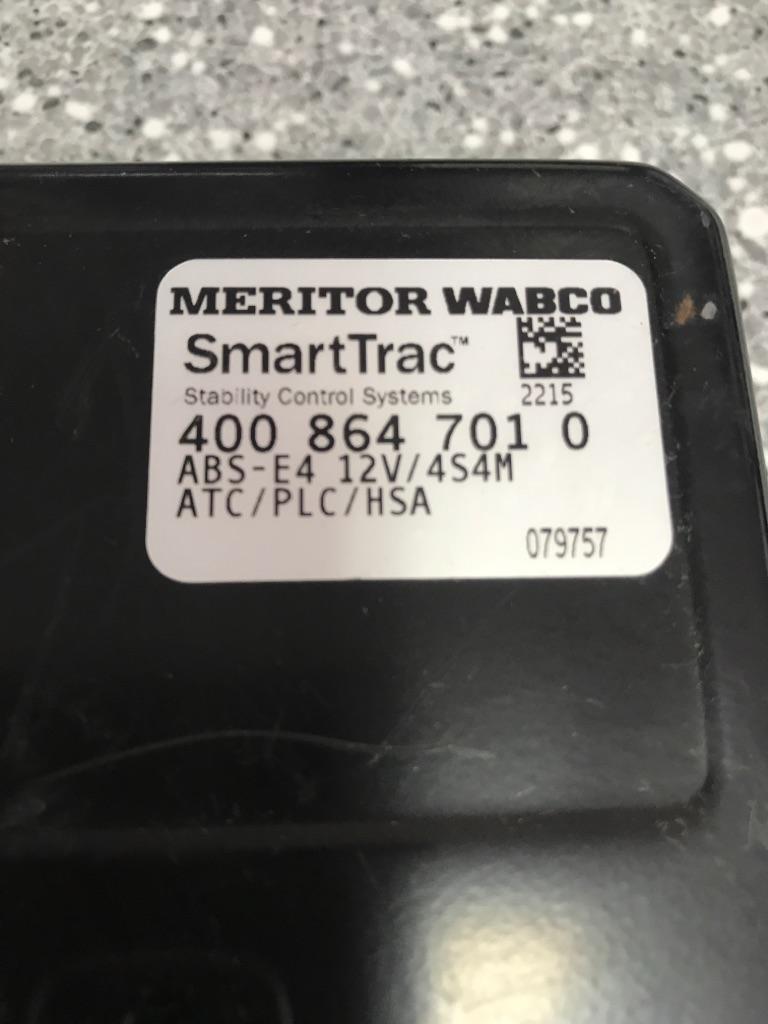 MERITOR WABCO
SmartTrac™
Stability Control Systems 2215
400 864 701 0
ABS-E4 12V/4S4M
ATC/PLC/HSA
079757